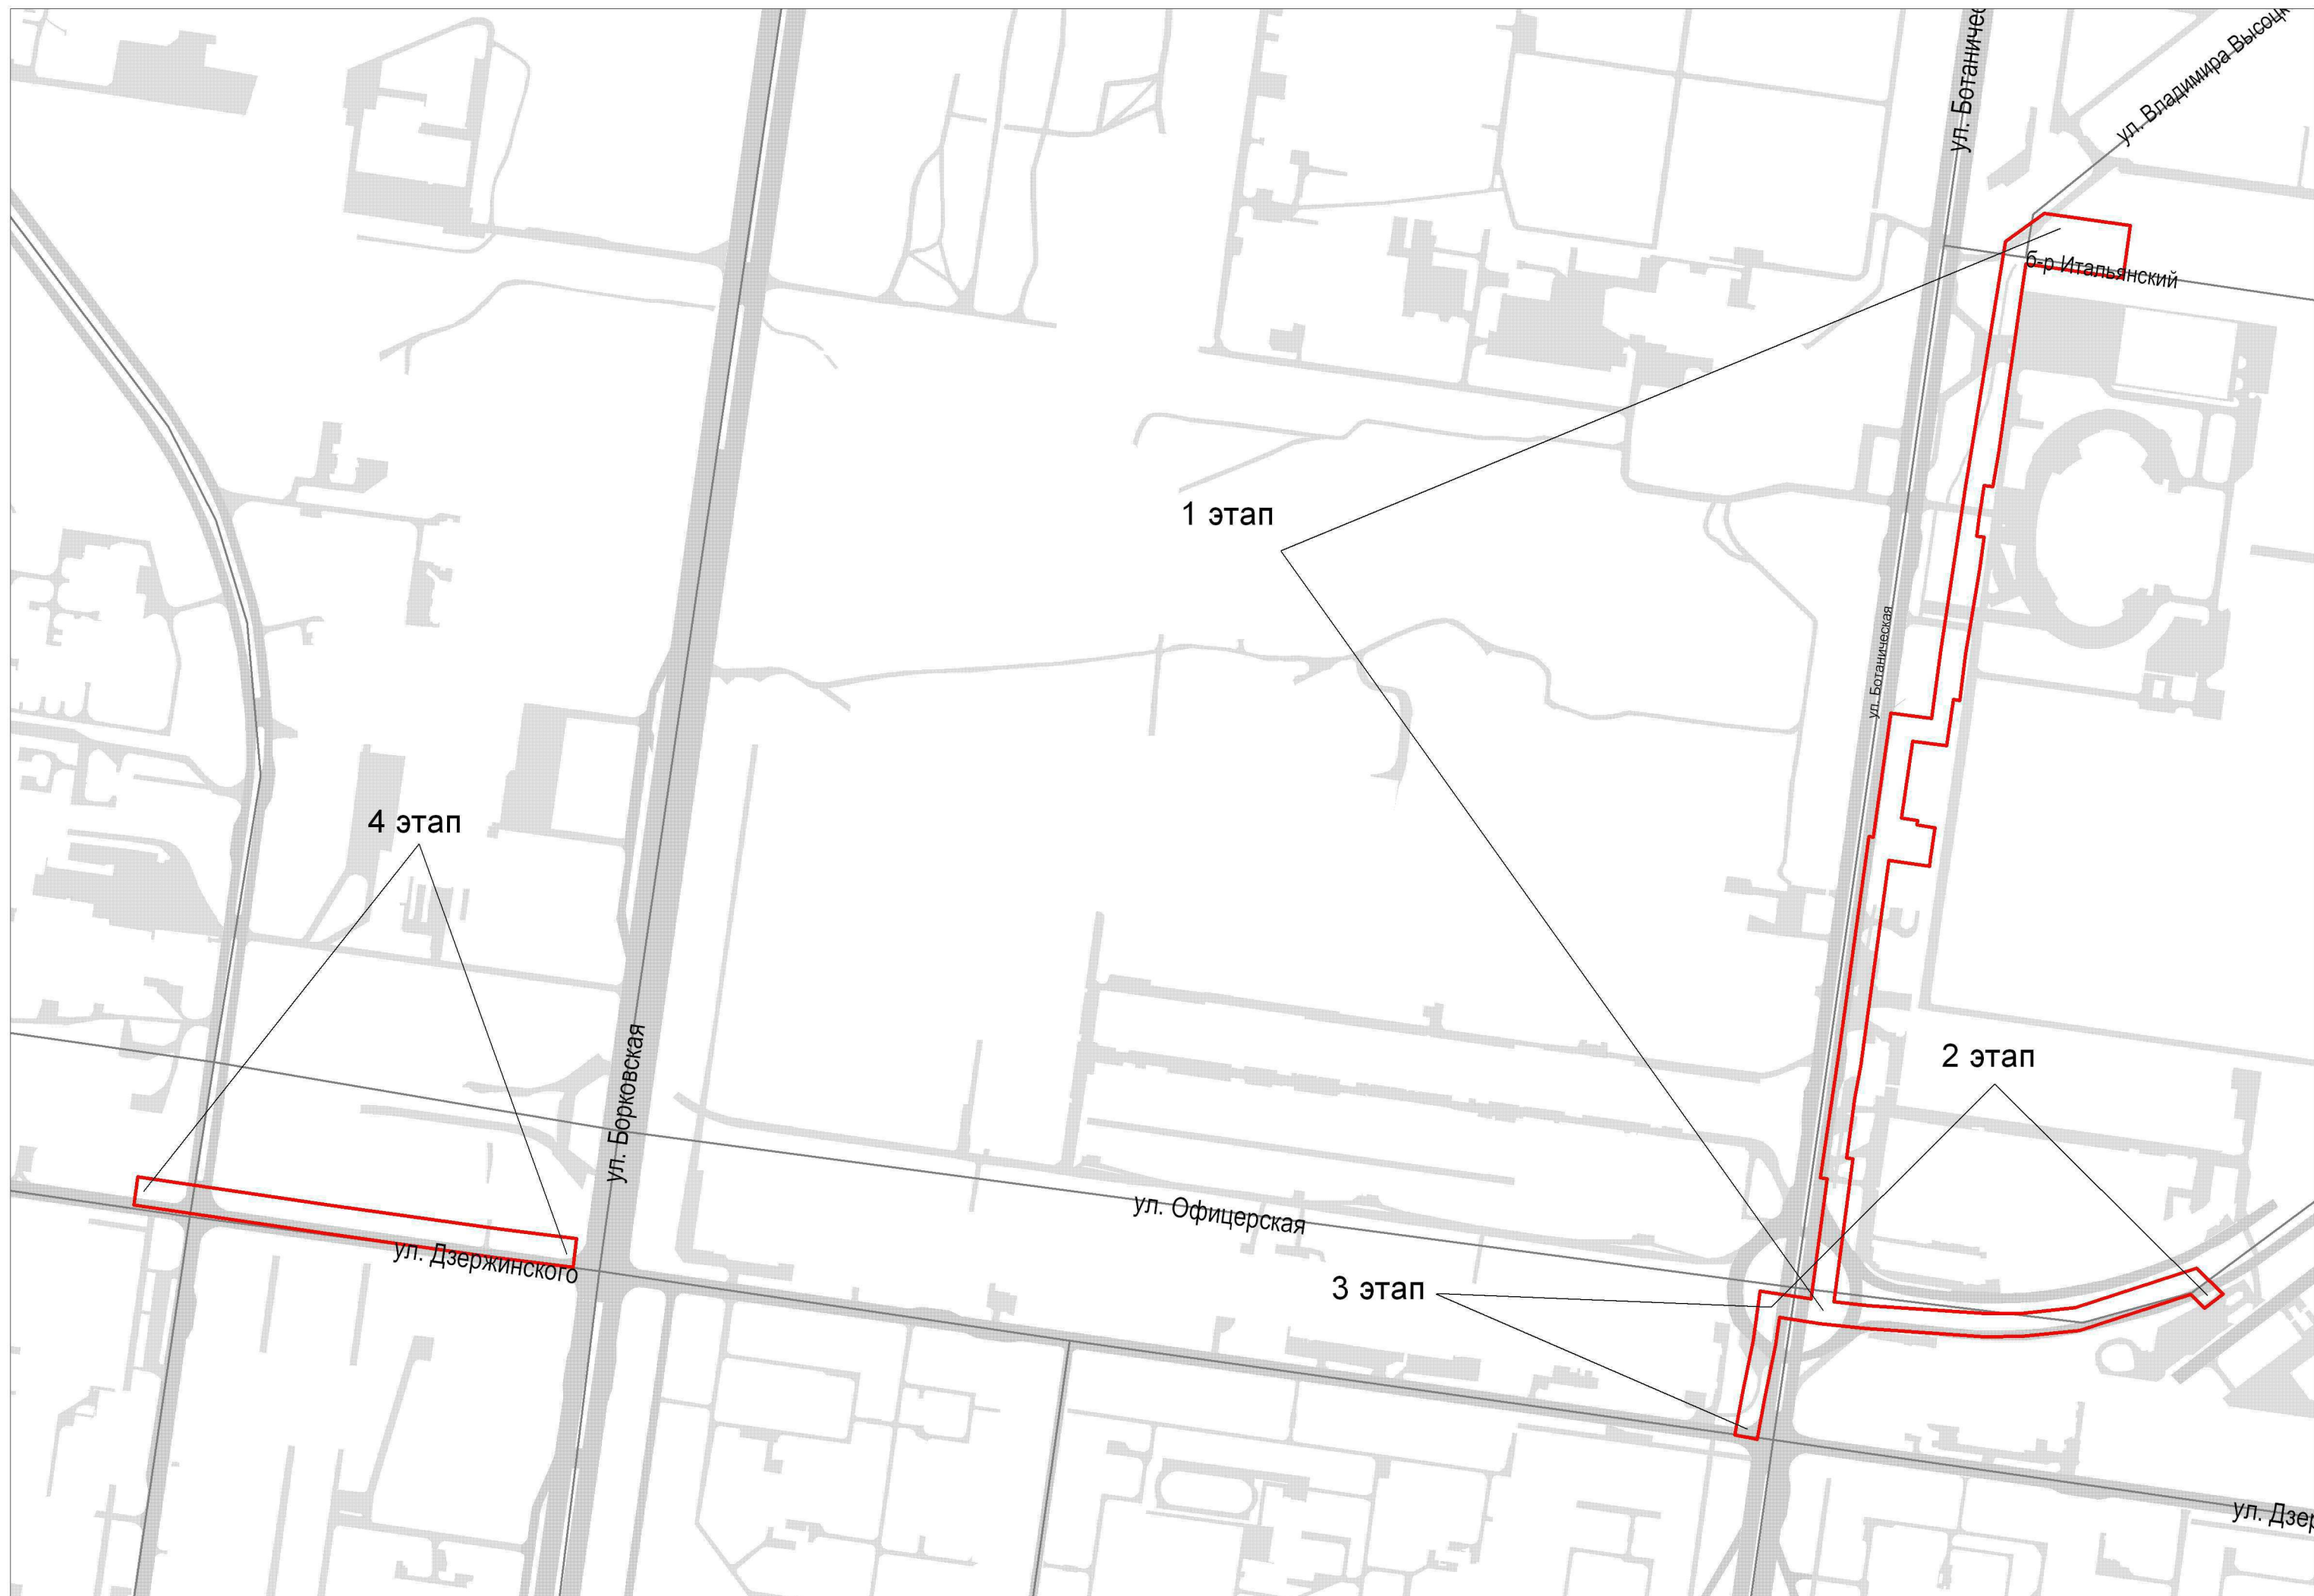 ул. Ботаничес
ул. Владимира Высоцк
б-р Итальянский
1 этап
ул. Ботаническая
4 этап
ул. Борковская
2 этап
ул. Офицерская
ул. Дзержинского
3 этап
ул. Дзер